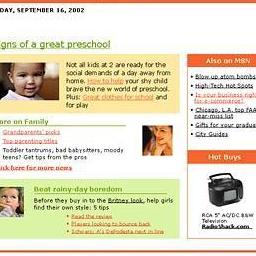 DAY, SEPTEMBER 16, 2002
igns of a great preschool
Not all kids at 2 are ready for the
social demands of a day away from
home. How to help your shy child
brave the new world of preschool.
Plus: Great clothes for school and
for play
ore on Family
Grandparents' picks
Top parenting titles
Toddler tantrums, bad babysitters, moody
teens? Get tips from the pros
ick here for more news
Beat rainy-day boredom
Before they buy in to the Britney look, help girls
find their own style: 5 tips
Read the review
Players looking to bounce back
Schram: A's DePodesta next in line
Also on MSN
Blow up atom bombs
High-Tech Hot Spots
Is your business right
for e-commerce?
Chicago, L.A. top FAA
near-miss list
Gifts for your gradua
City Guides
Hot Buys
RCA 5" AC/DC B&W
Television
RadioShack.com